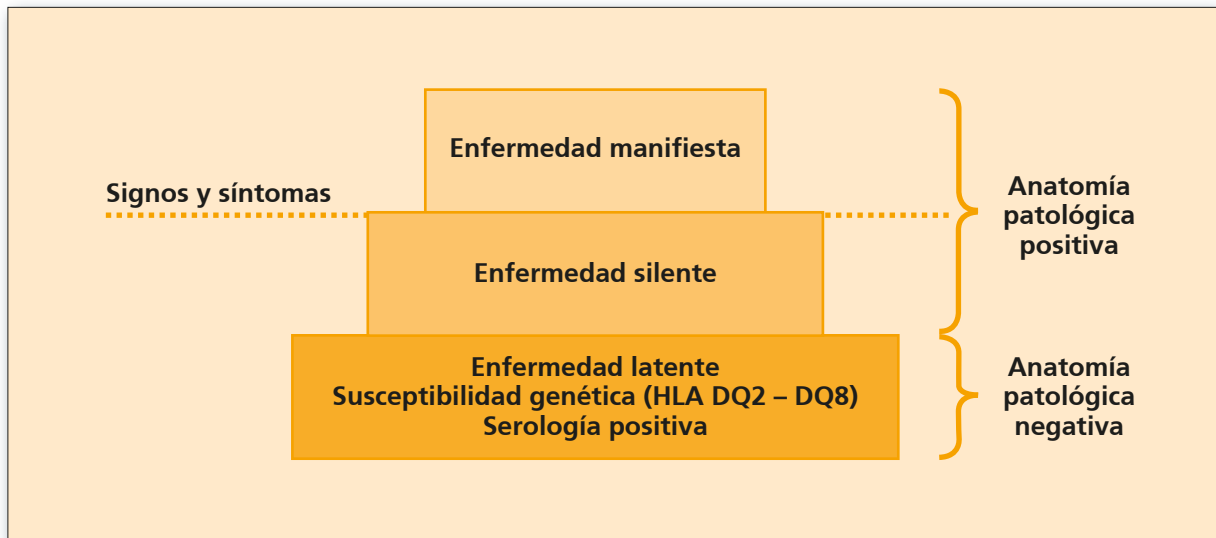 Enfermedad manifiesta
Signos y síntomas
Anatomía
patológica
positiva
Enfermedad silente
Enfermedad latente
Susceptibilidad genética (HLA DQ2 – DQ8)
Serología positiva
Anatomía
patológica
negativa